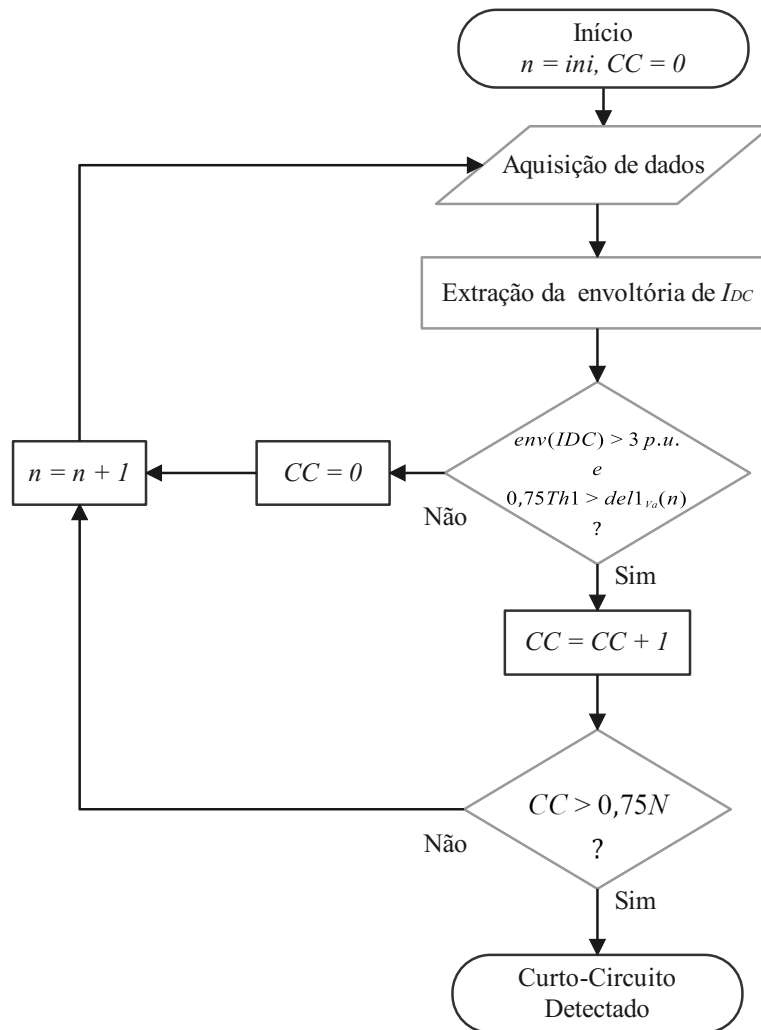 Início
n = ini, CC = 0
Aquisição de dados
Extração da envoltória de IDC
env(IDC) > 3 p.u.
e
0,75Th1 > del1Va(n)
?
Não
CC = 0
n = n + 1
Sim
CC = CC + 1
CC > 0,75N
?
Não
Sim
Curto-Circuito
Detectado